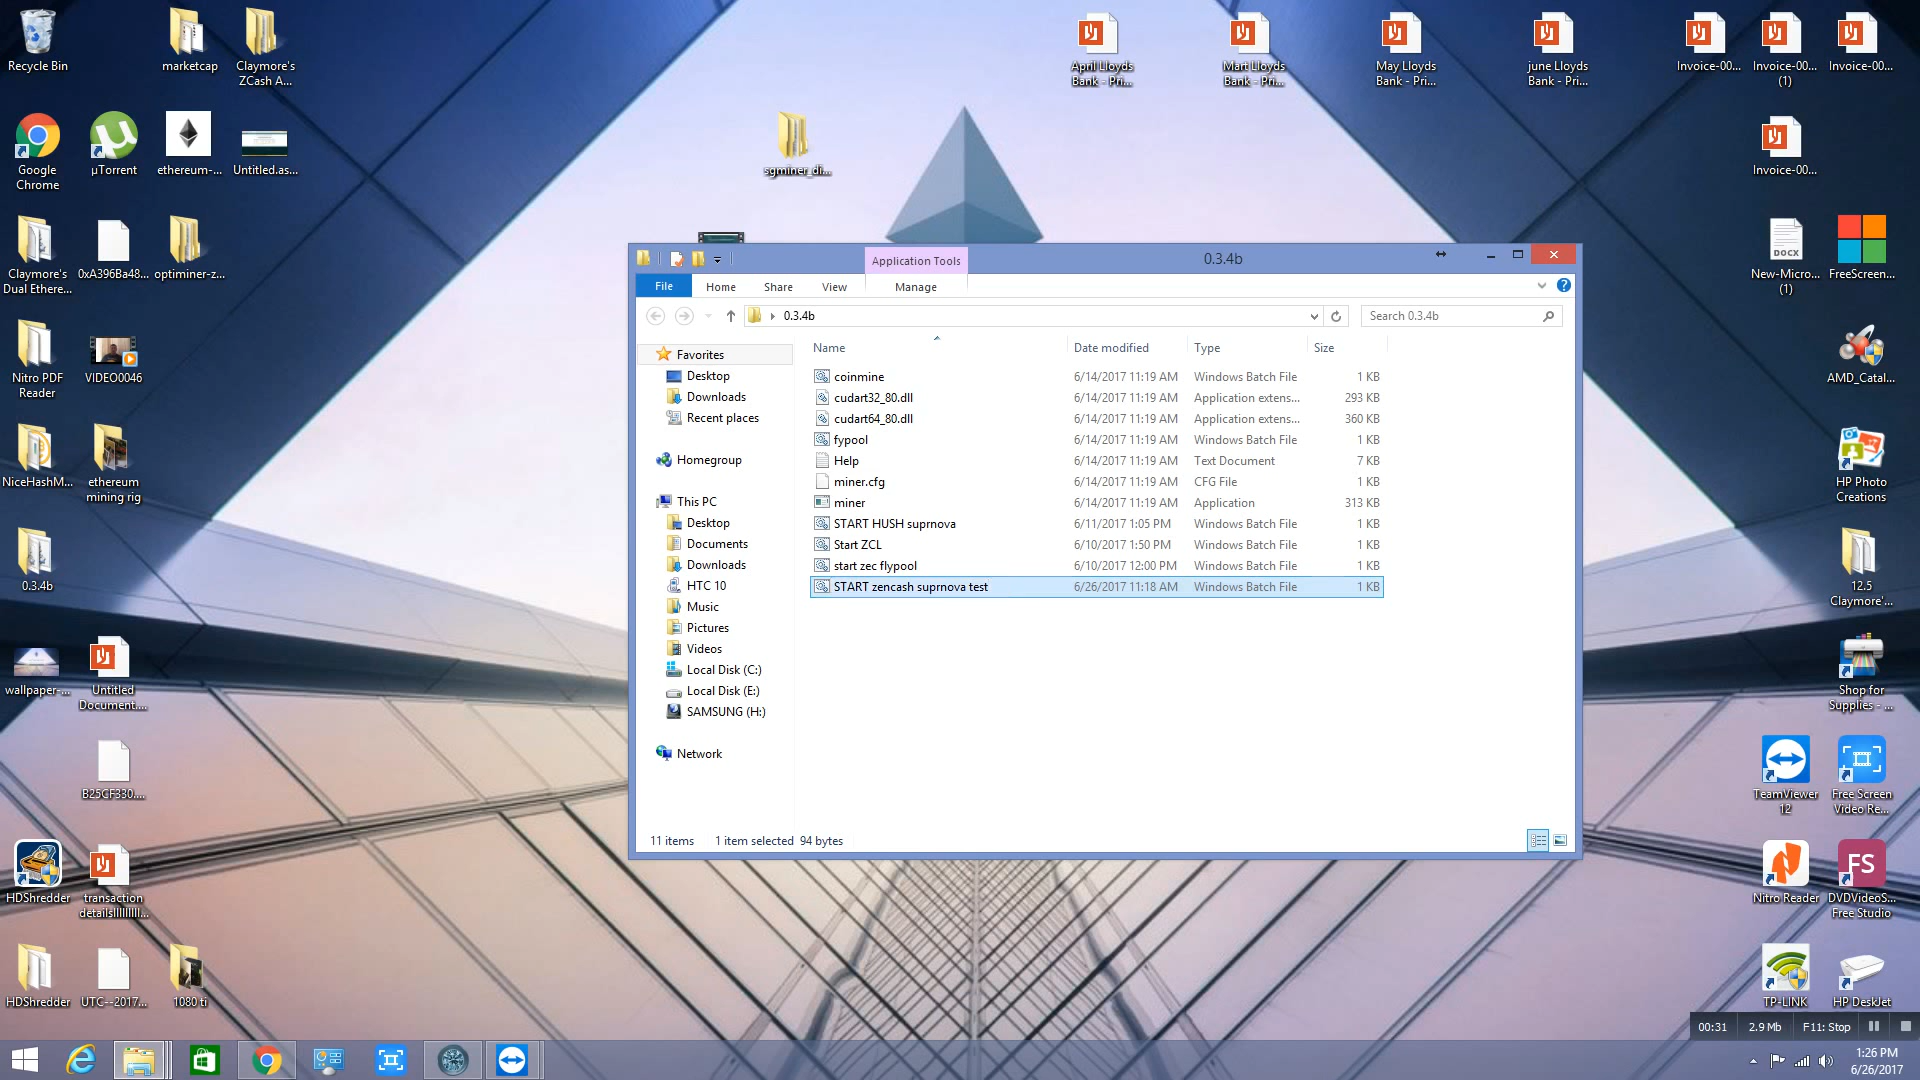 Recycle Bin
marketcap
Claymore's
ZCash A...
Google
Chrome
µTorrent
ethereum-...
Untitled.as...
Claymore's
Dual Ethere...
0xA396Ba48...
optiminer-z...
Nitro PDF
Reader
VIDEO0046
NiceHashM...
ethereum
mining rig
0.3.4b
wallpaper-...
Untitled
Document....
B25CF330....
HDShredder
transaction
HDShredder
UTC--2017...
1080 ti
sgminer_di...
April Lloyds
Bank - Pri...
Mart Lloyds
Bank - Pri...
May Lloyds
Bank - Pri...
june Lloyds
Bank - Pri...
Invoice-00...
Invoice-00...
(1)
Invoice-00...
Invoice-00...
DOCX
New-Micro...
(1)
FreeScreen...
AMD_Catal...
HP Photo
Creations
12.5
Claymore'...
Shop for
Supplies - ...
TeamViewer
12
Free Screen
Video Re...
Nitro Reader
FS
DVDVideoS...
Free Studio
TP-LINK
HP DeskJet
Application Tools
0.3.4b
File
Home
Share
View
Manage
0.3.4b
Search 0.3.4b
Favorites
Desktop
Downloads
Recent places
Homegroup
This PC
Desktop
Documents
Downloads
HTC 10
Music
Pictures
Videos
Local Disk (C:)
Local Disk (E:)
SAMSUNG (H:)
Network
Name Date modified Type Size
coinmine 6/14/2017 11:19 AM Windows Batch File 1 KB
cudart32_80.dll 6/14/2017 11:19 AM Application extens... 293 KB
cudart64_80.dll 6/14/2017 11:19 AM Application extens... 360 KB
fypool 6/14/2017 11:19 AM Windows Batch File 1 KB
Help 6/14/2017 11:19 AM Text Document 7 KB
miner.cfg 6/14/2017 11:19 AM CFG File 1 KB
miner 6/14/2017 11:19 AM Application 313 KB
START HUSH suprnova 6/11/2017 1:05 PM Windows Batch File 1 KB
Start ZCL 6/10/2017 1:50 PM Windows Batch File 1 KB
start zec flypool 6/10/2017 12:00 PM Windows Batch File 1 KB
START zencash suprnova test 6/26/2017 11:18 AM Windows Batch File 1 KB
11 items 1 item selected 94 bytes
00:31 2.9 Mb F11: Stop
1:26 PM
6/26/2017